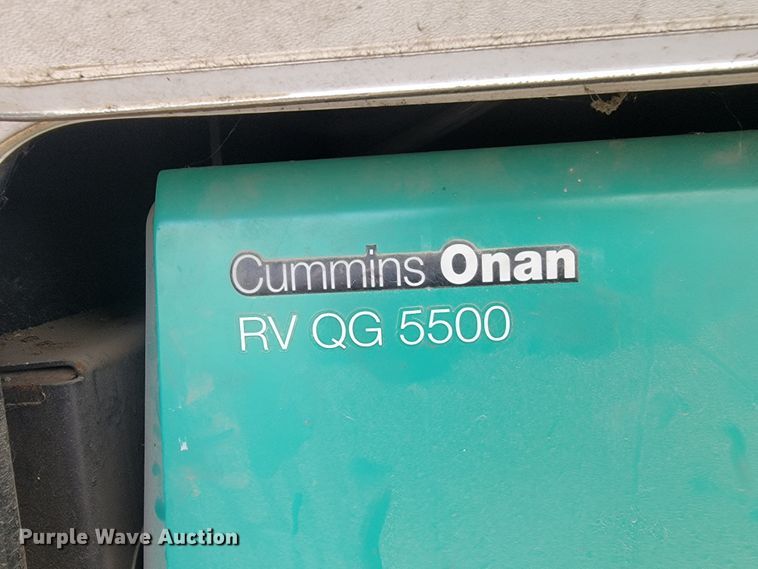 Cummins Onan
RV QG 5500
Purple Wave Auction